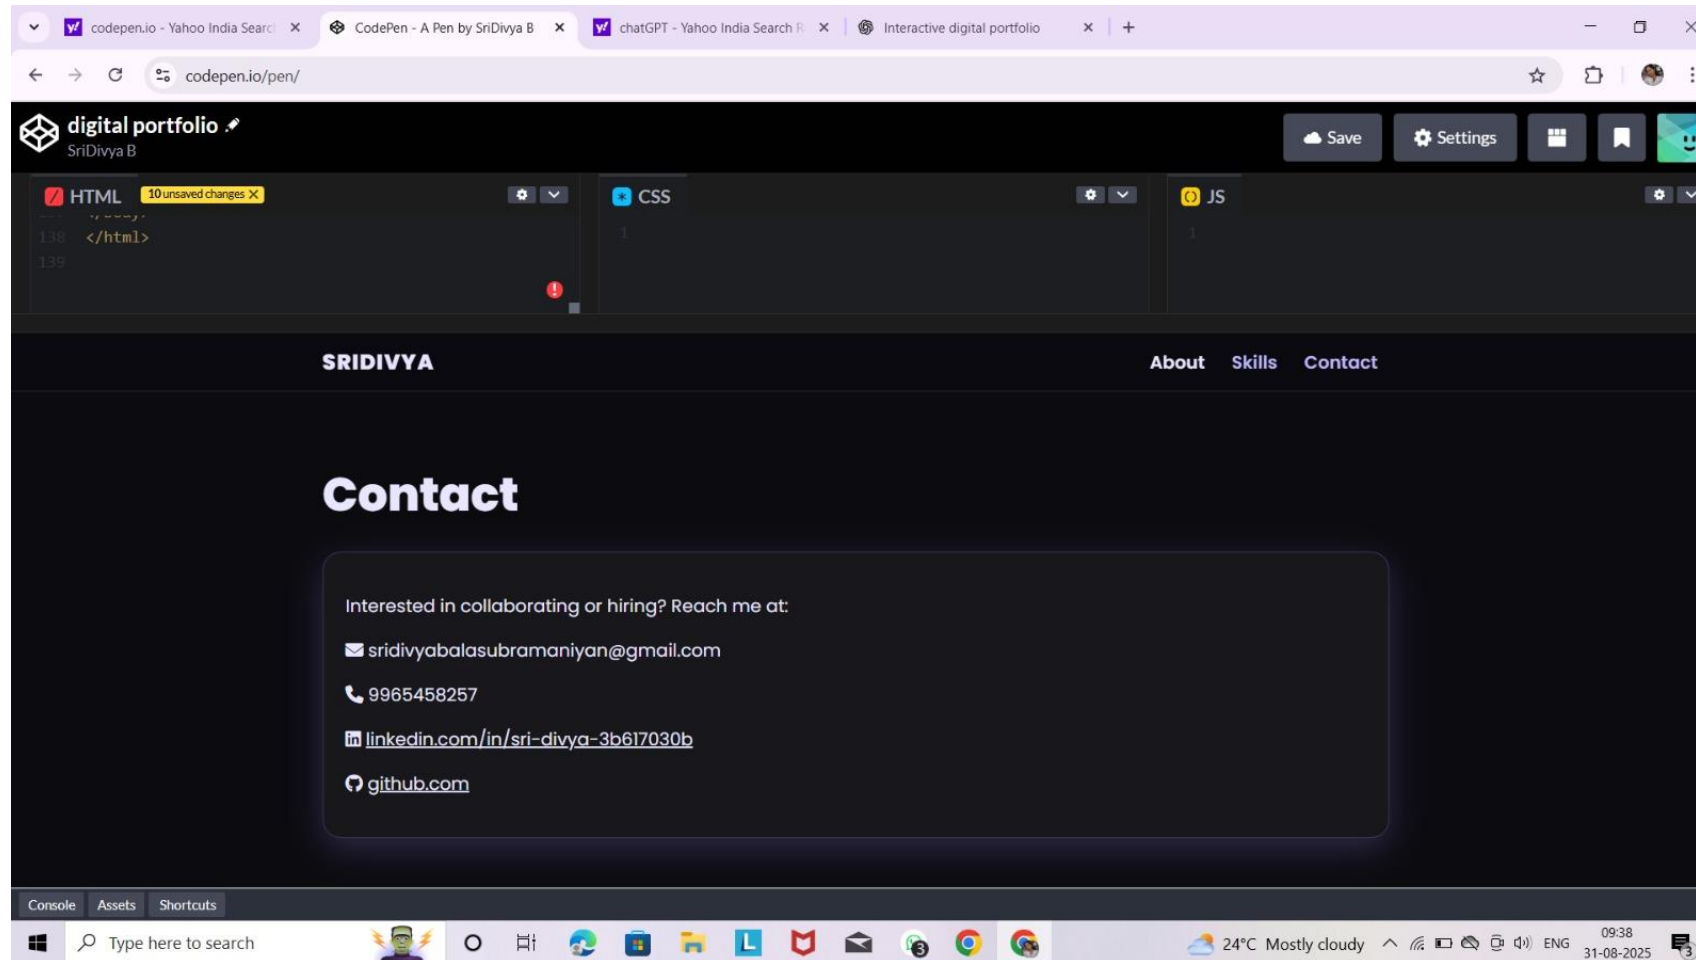 codepen.io - Yahoo India Searc
CodePen - A Pen by SriDivya B
chatGPT - Yahoo India Search R
Interactive digital portfolio
codepen.io/pen/
digital portfolio
SriDivya B
Save
Settings
HTML
10 unsaved changes X
CSS
JS
</body>
138 </html>
139
1
1
SRIDIVYA
About Skills Contact
Contact
Interested in collaborating or hiring? Reach me at:
sridivyabalasubramaniyan@gmail.com
9965458257
in linkedin.com/in/sri-divya-3b617030b
github.com
Console Assets Shortcuts
Type here to search
L
3
24°C Mostly cloudy
ENG
09:38
31-08-2025
3